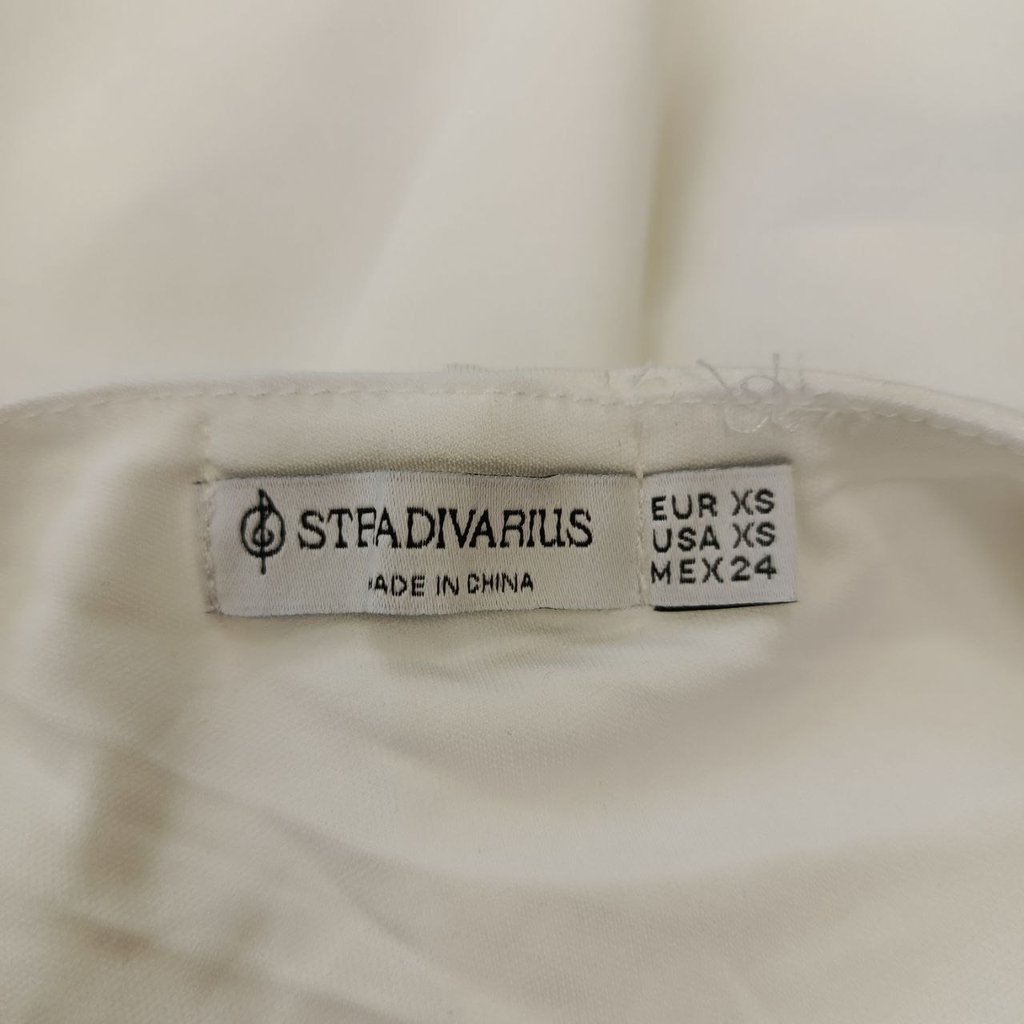 STRADIVARIUS
MADE IN CHINA
EUR XS
USA XS
MEX 24